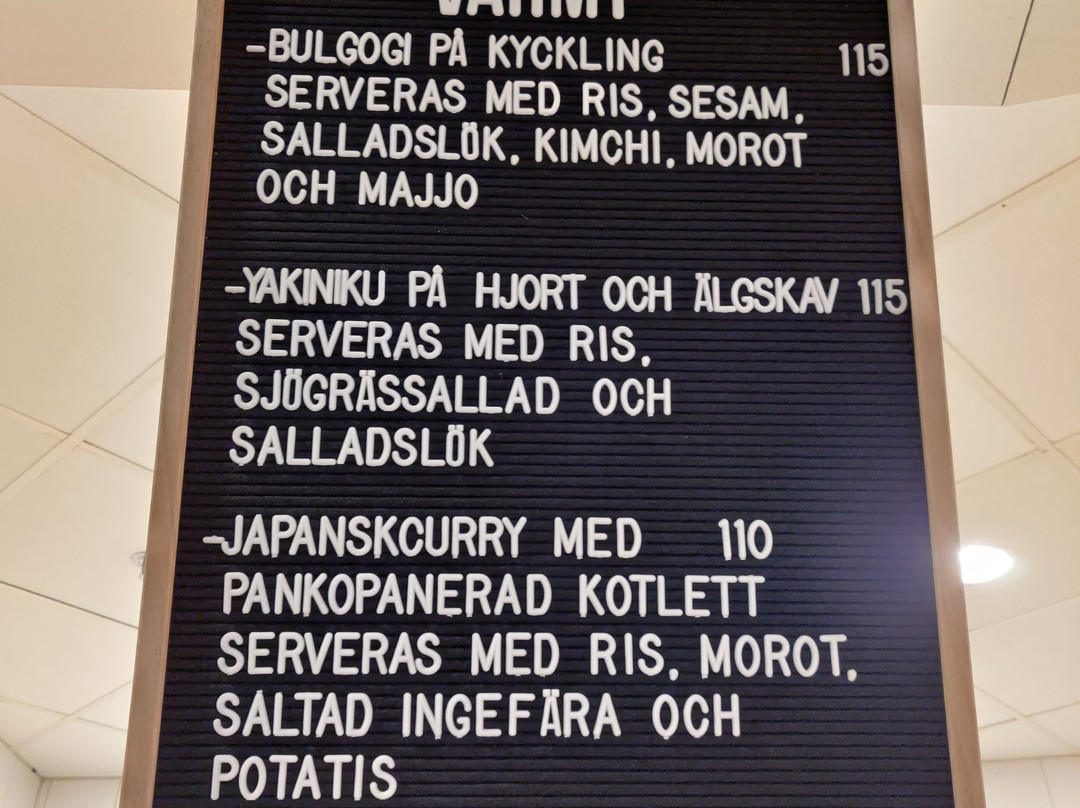 VARMT
-BULGOGI PÅ KYCKLING 115
SERVERAS MED RIS, SESAM,
SALLADSLÖK, KIMCHI, MOROT
OCH MAJJO
-YAKINIKU PÅ HJORT OCH ÄLGSKAV 115
SERVERAS MED RIS,
SJÖGRÄSSALLAD OCH
SALLADSLÖK
-JAPANSKCURRY MED 110
PANKOPANERAD KOTLETT
SERVERAS MED RIS, MOROT,
SALTAD INGEFÄRA OCH
POTATIS